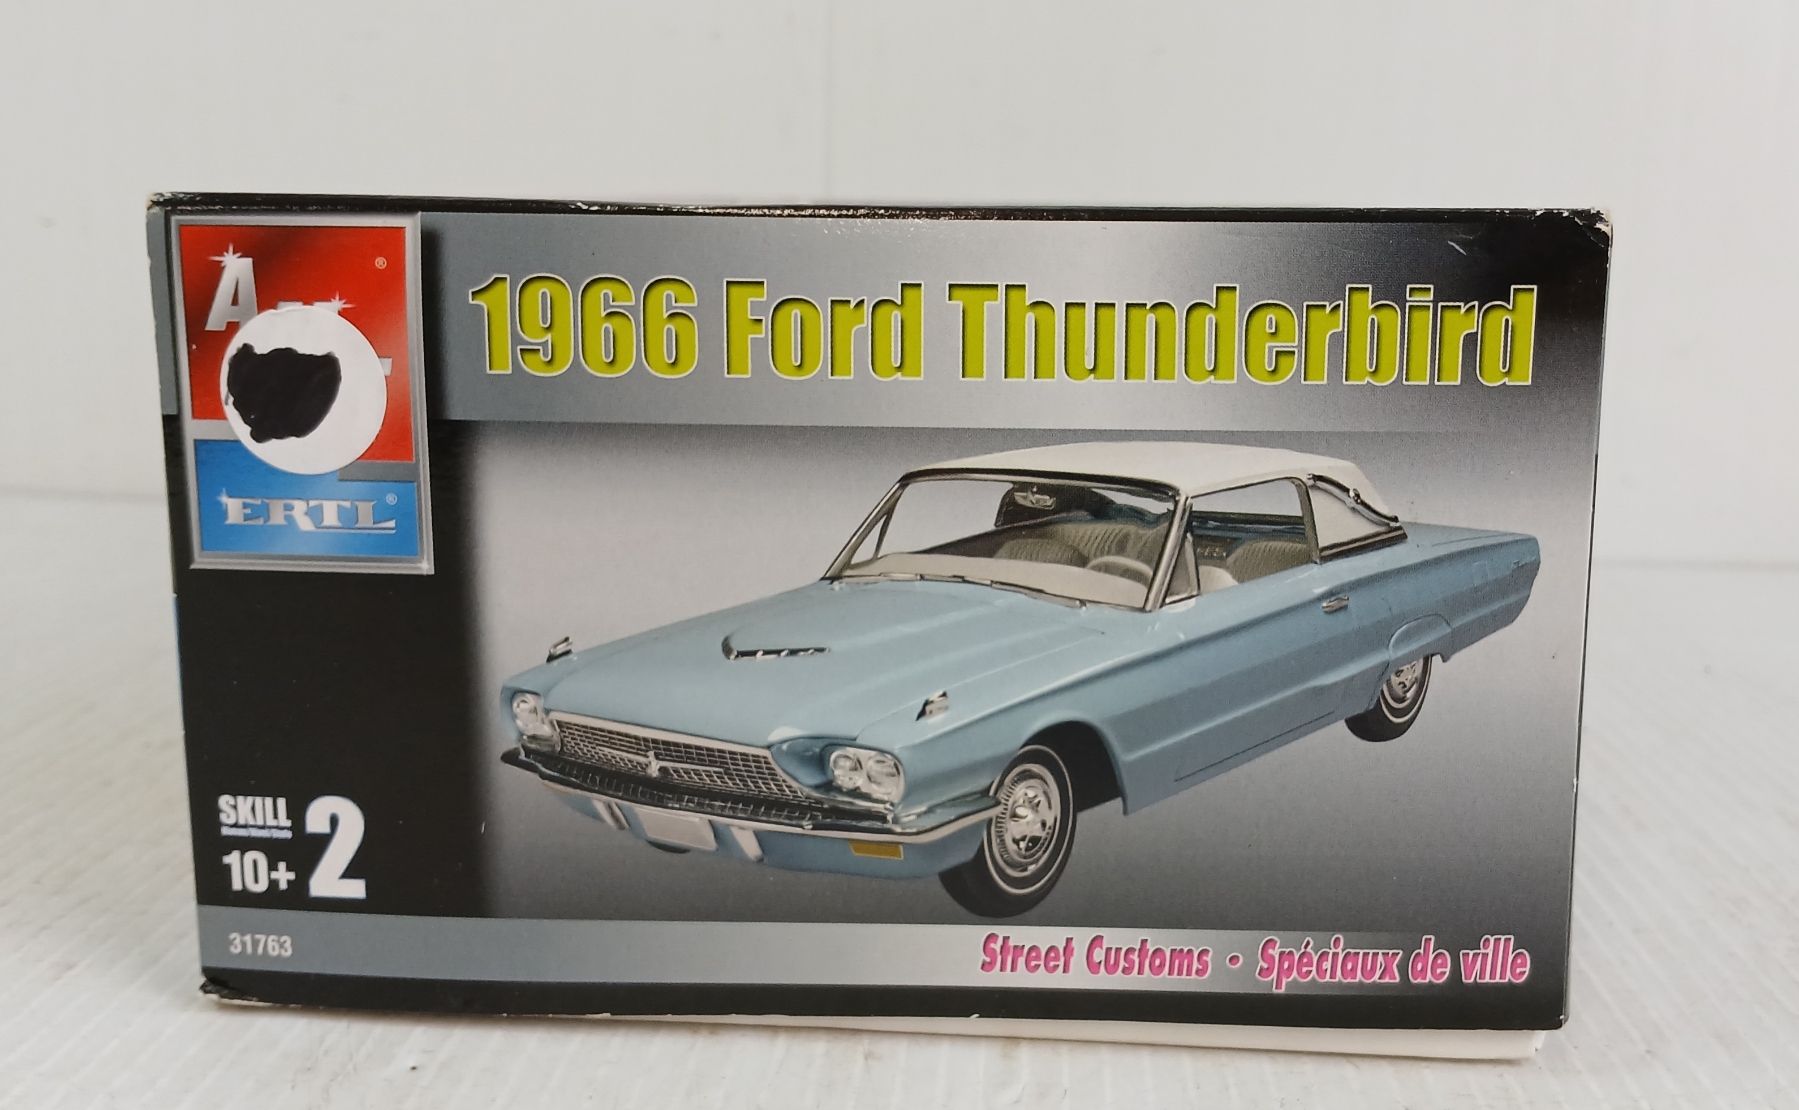 1966 Ford Thunderbird
ERTL®
SKILL 2
10+
31763
Street Customs • Spéciaux de ville